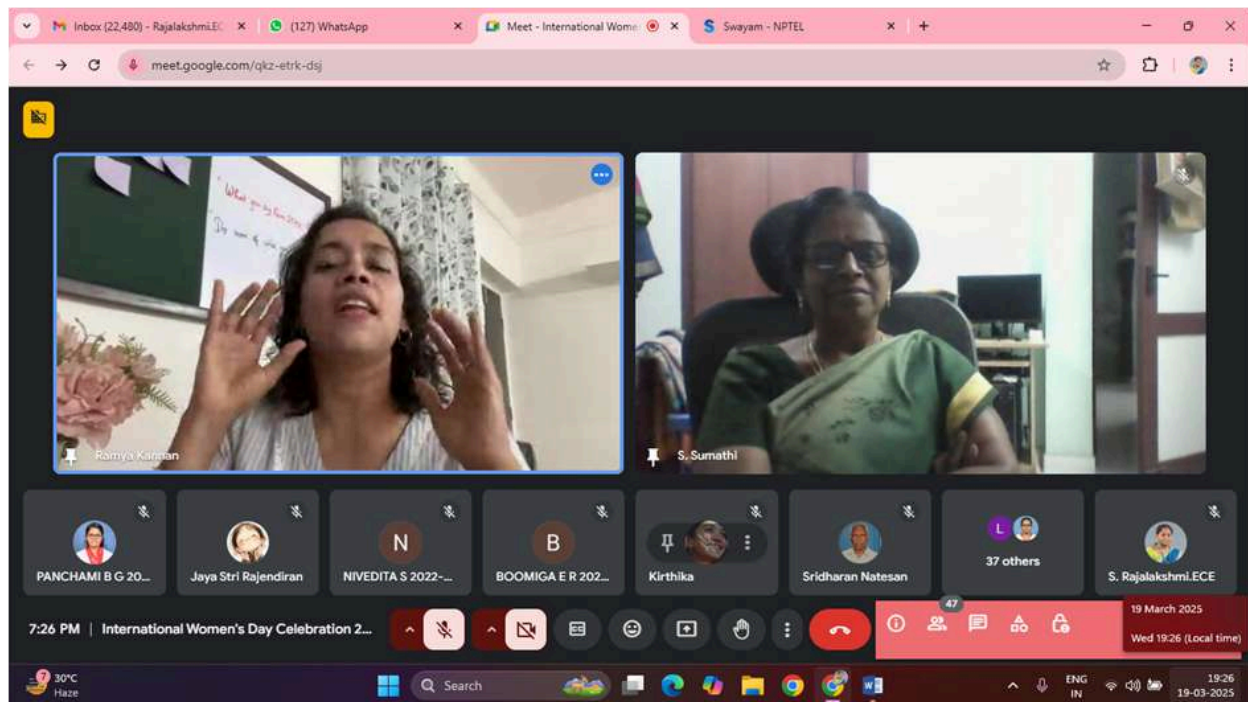 Inbox (22,480) - Rajalakshmi.EC
(127) WhatsApp
Meet - International Wome
Swayam - NPTEL
meet.google.com/qkz-etrk-dsj
Ramya Kannan
S. Sumathi
PANCHAMI B G 20...
Jaya Stri Rajendiran
N
NIVEDITA S 2022-...
B
BOOMIGA E R 202...
Kirthika
Sridharan Natesan
L
37 others
S. Rajalakshmi.ECE
7:26 PM | International Women's Day Celebration 2...
47
19 March 2025
Wed 19:26 (Local time)
7
30°C
Haze
Search
ENG
IN
19:26
19-03-2025